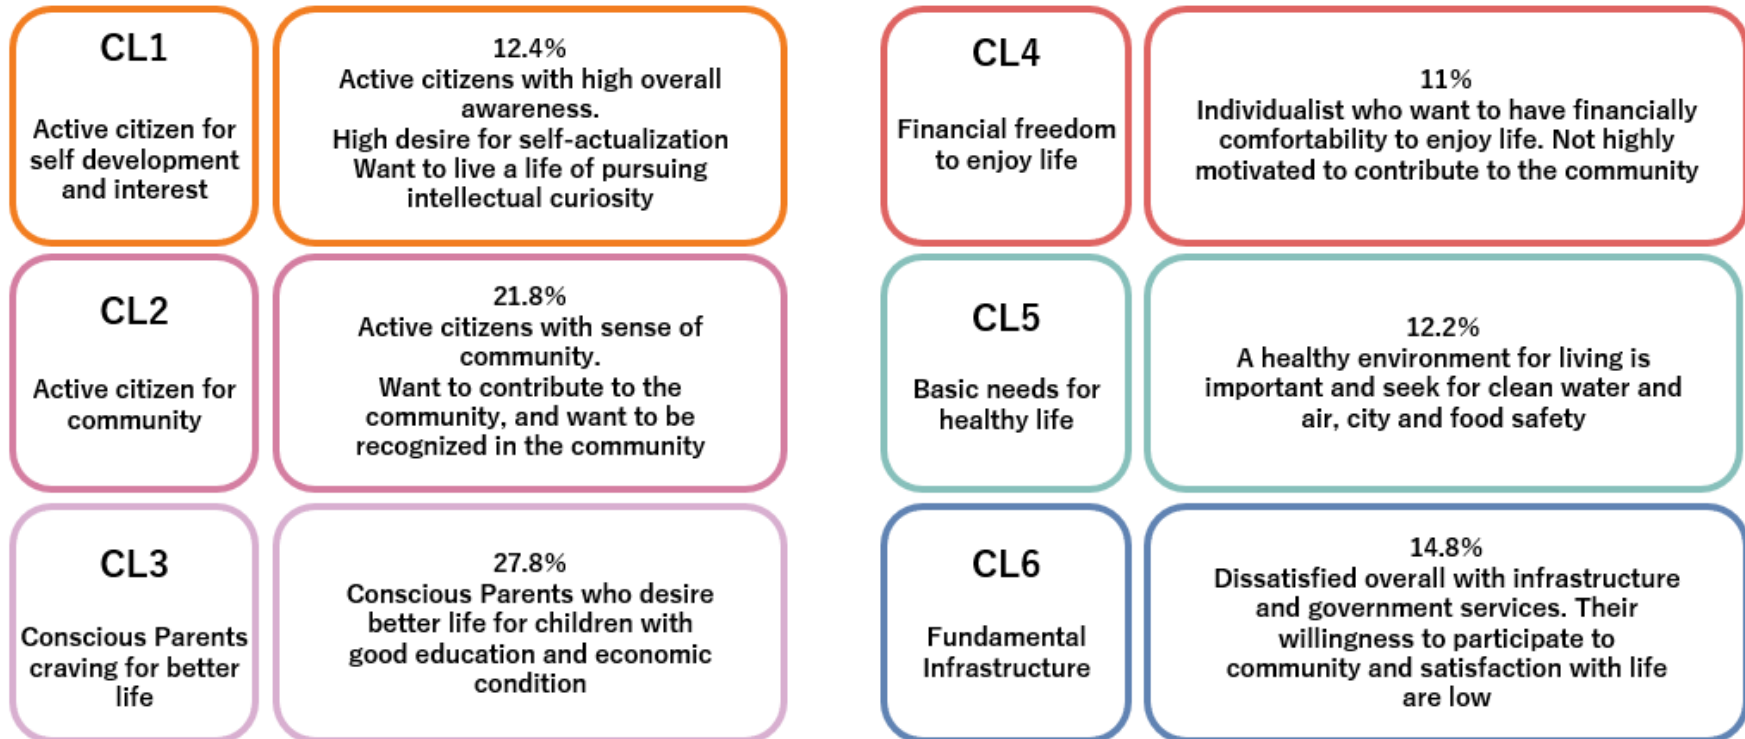 CL1
Active citizen for
self development
and interest
12.4%
Active citizens with high overall
awareness.
High desire for self-actualization
Want to live a life of pursuing
intellectual curiosity
CL2
Active citizen for
community
21.8%
Active citizens with sense of
community.
Want to contribute to the
community, and want to be
recognized in the community
CL3
Conscious Parents
craving for better
life
27.8%
Conscious Parents who desire
better life for children with
good education and economic
condition
CL4
Financial freedom
to enjoy life
11%
Individualist who want to have financially
comfortability to enjoy life. Not highly
motivated to contribute to the community
CL5
Basic needs for
healthy life
12.2%
A healthy environment for living is
important and seek for clean water and
air, city and food safety
CL6
Fundamental
Infrastructure
14.8%
Dissatisfied overall with infrastructure
and government services. Their
willingness to participate to
community and satisfaction with life
are low